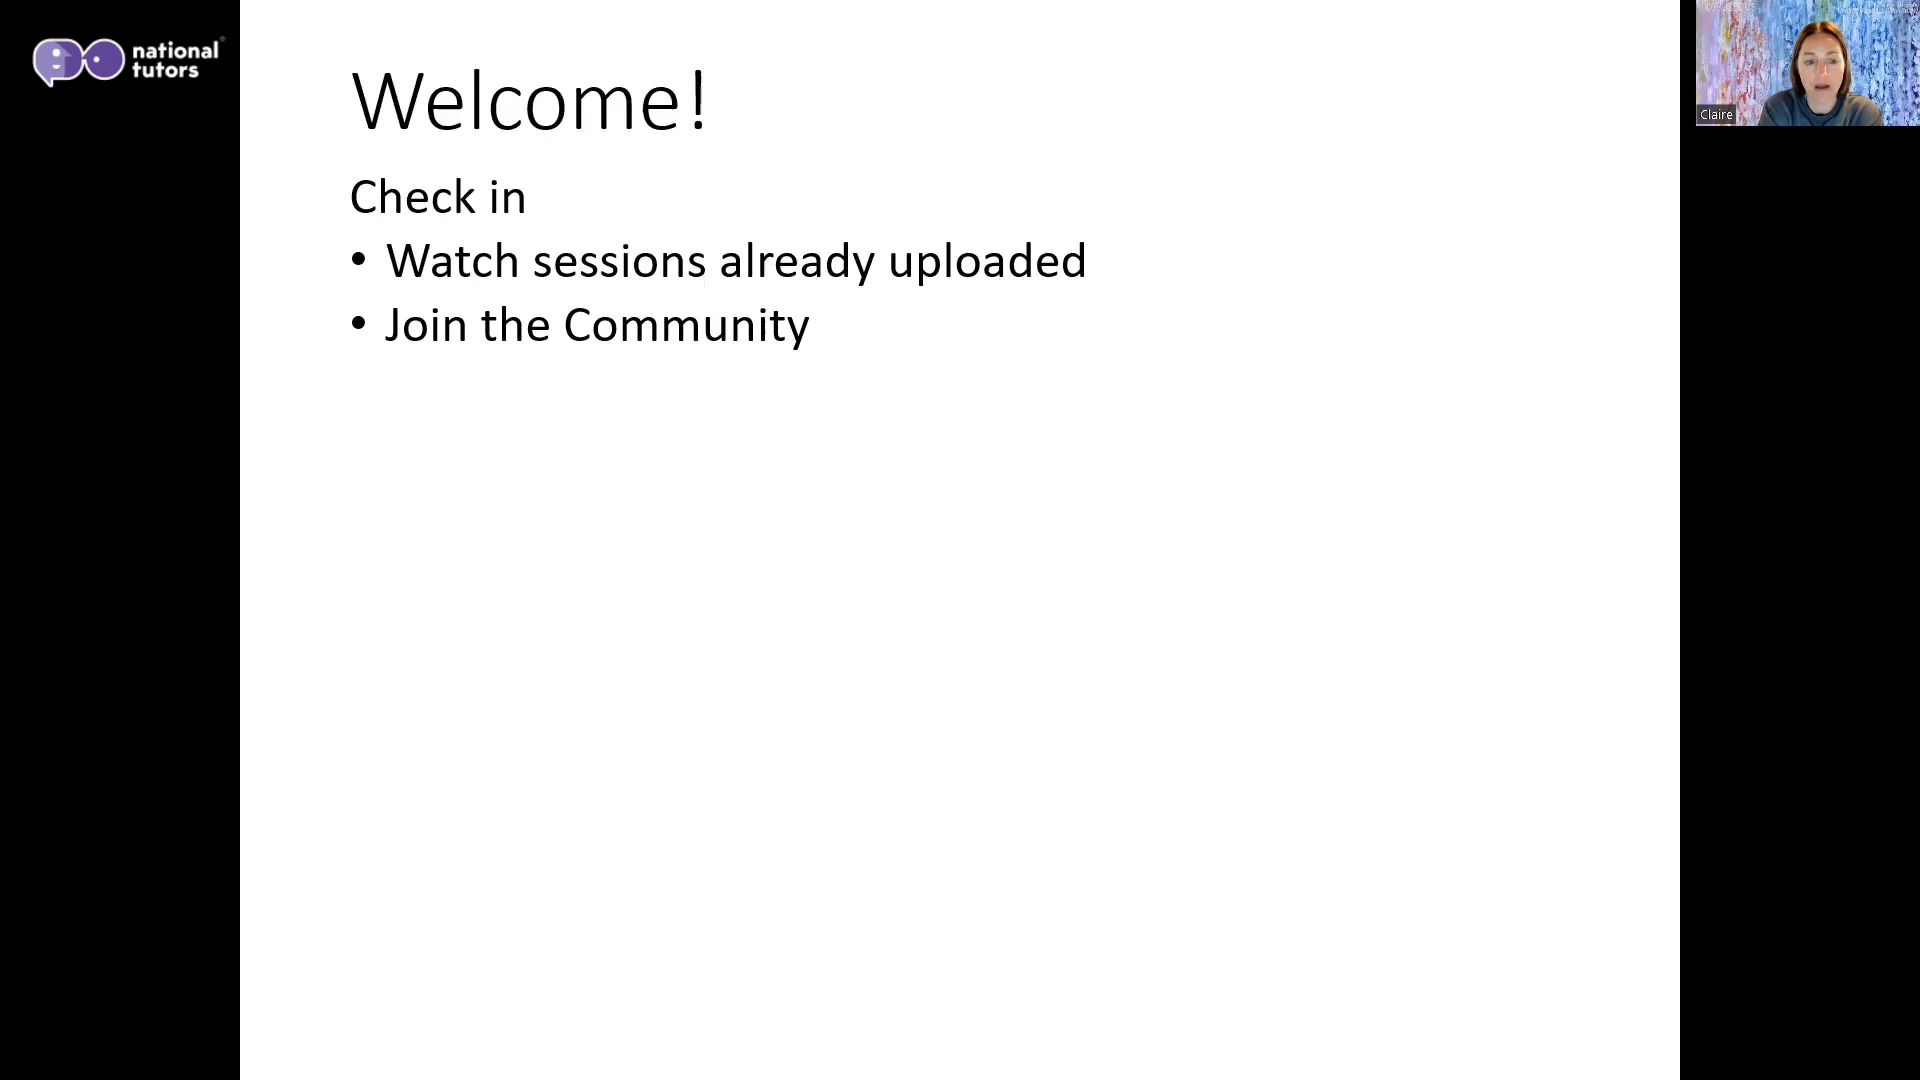 national
tutors
Welcome!
Check in
• Watch sessions already uploaded
• Join the Community
Claire